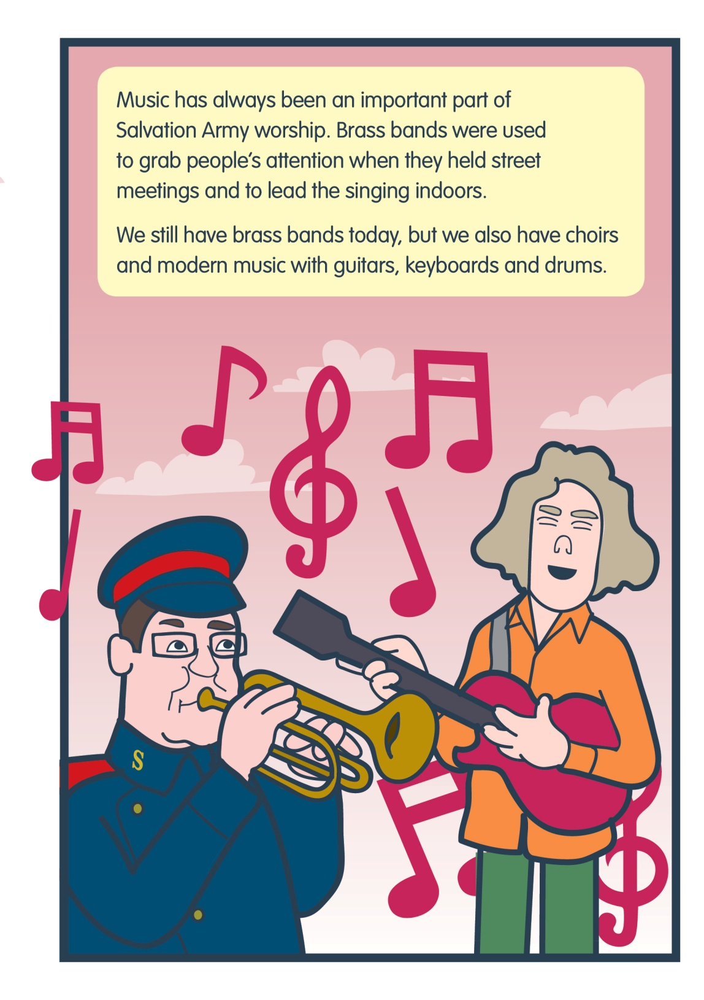 Music has always been an important part of
Salvation Army worship. Brass bands were used
to grab people's attention when they held street
meetings and to lead the singing indoors.
We still have brass bands today, but we also have choirs
and modern music with guitars, keyboards and drums.
S